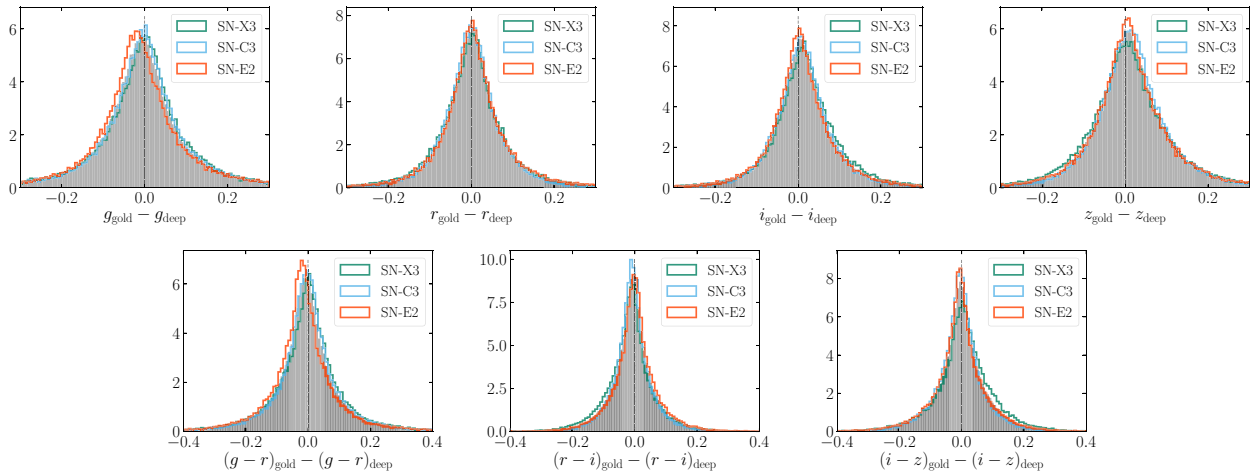 6
4
2
0
−0.2 0.0 0.2
g_gold − g_deep
SN-X3
SN-C3
SN-E2
8
6
4
2
0
−0.2 0.0 0.2
r_gold − r_deep
SN-X3
SN-C3
SN-E2
8
6
4
2
0
−0.2 0.0 0.2
i_gold − i_deep
SN-X3
SN-C3
SN-E2
6
4
2
0
−0.2 0.0 0.2
z_gold − z_deep
SN-X3
SN-C3
SN-E2
6
4
2
0
−0.4 −0.2 0.0 0.2 0.4
(g − r)_gold − (g − r)_deep
SN-X3
SN-C3
SN-E2
10.0
7.5
5.0
2.5
0.0
−0.4 −0.2 0.0 0.2 0.4
(r − i)_gold − (r − i)_deep
SN-X3
SN-C3
SN-E2
8
6
4
2
0
−0.4 −0.2 0.0 0.2 0.4
(i − z)_gold − (i − z)_deep
SN-X3
SN-C3
SN-E2